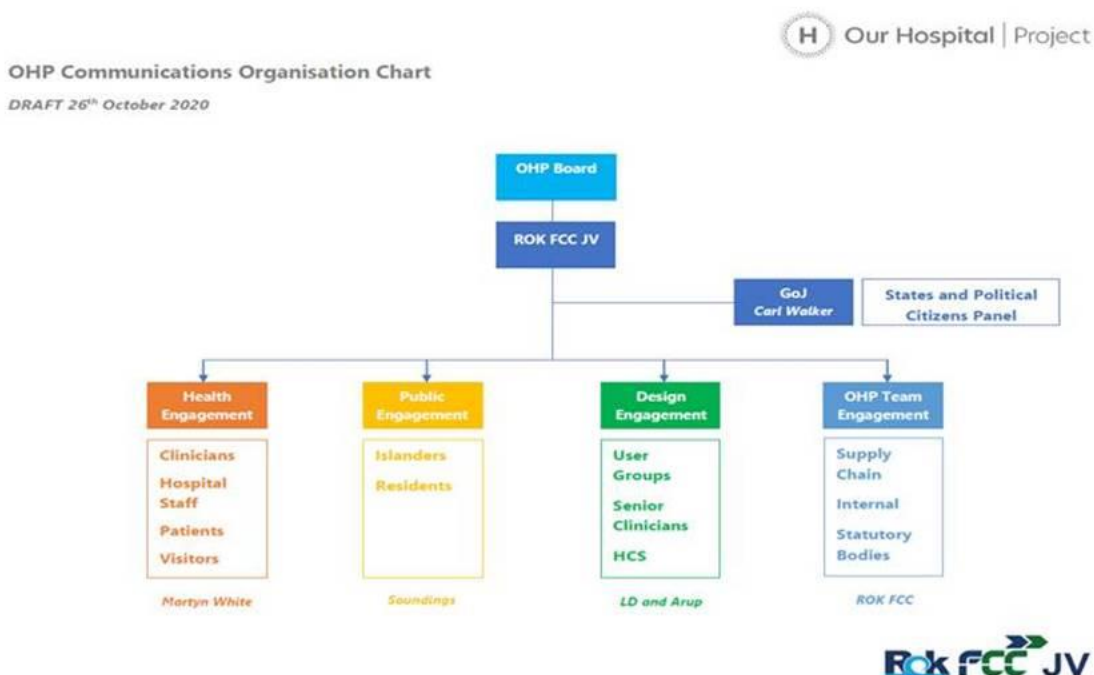 H Our Hospital | Project
OHP Communications Organisation Chart
DRAFT 26th October 2020
OHP Board
ROK FCC JV
GoJ
Carl Walker
States and Political
Citizens Panel
Health
Engagement
Clinicians
Hospital
Staff
Patients
Visitors
Martyn White
Public
Engagement
Islanders
Residents
Soundings
Design
Engagement
User
Groups
Senior
Clinicians
HCS
LD and Arup
OHP Team
Engagement
Supply
Chain
Internal
Statutory
Bodies
ROK FCC
Rok FCC JV